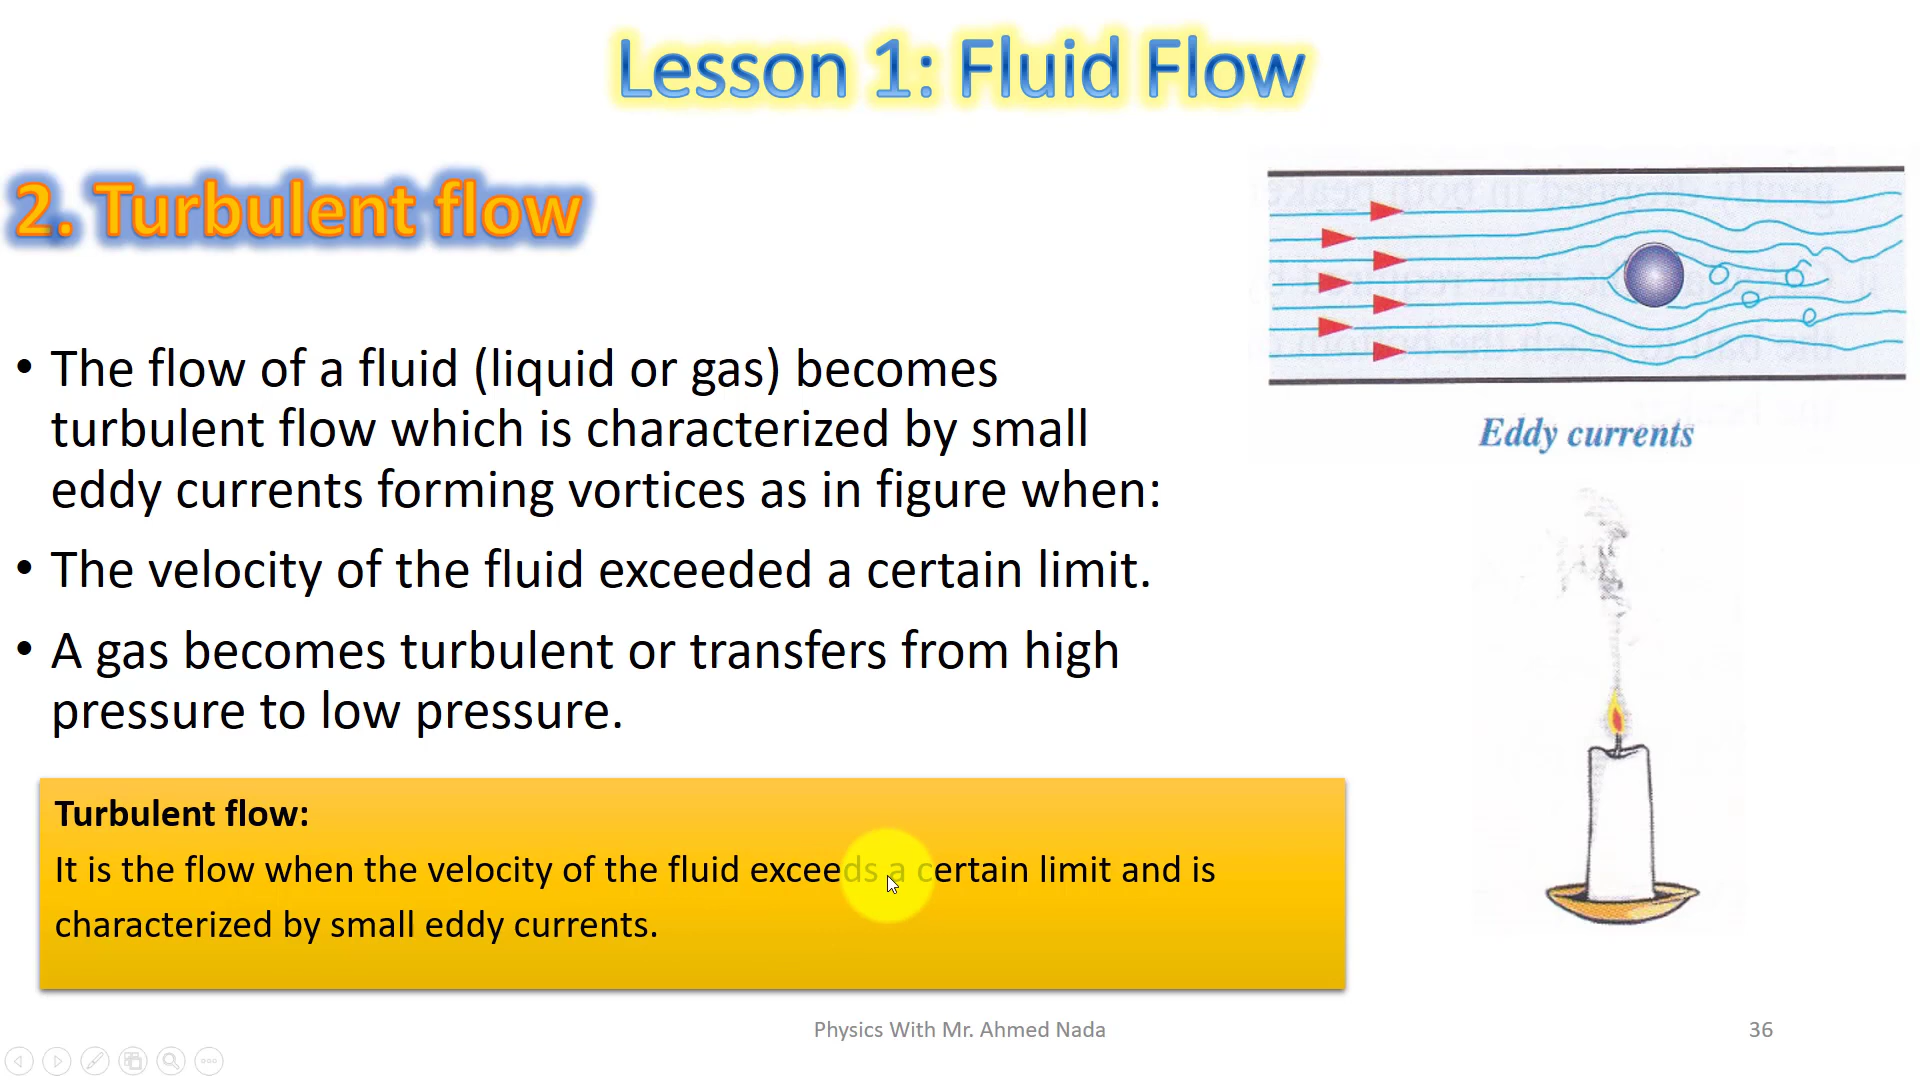 Lesson 1: Fluid Flow
2. Turbulent flow
• The flow of a fluid (liquid or gas) becomes
turbulent flow which is characterized by small
eddy currents forming vortices as in figure when:
• The velocity of the fluid exceeded a certain limit.
• A gas becomes turbulent or transfers from high
pressure to low pressure.
Eddy currents
Turbulent flow:
It is the flow when the velocity of the fluid exceeds a certain limit and is
characterized by small eddy currents.
Physics With Mr. Ahmed Nada
36